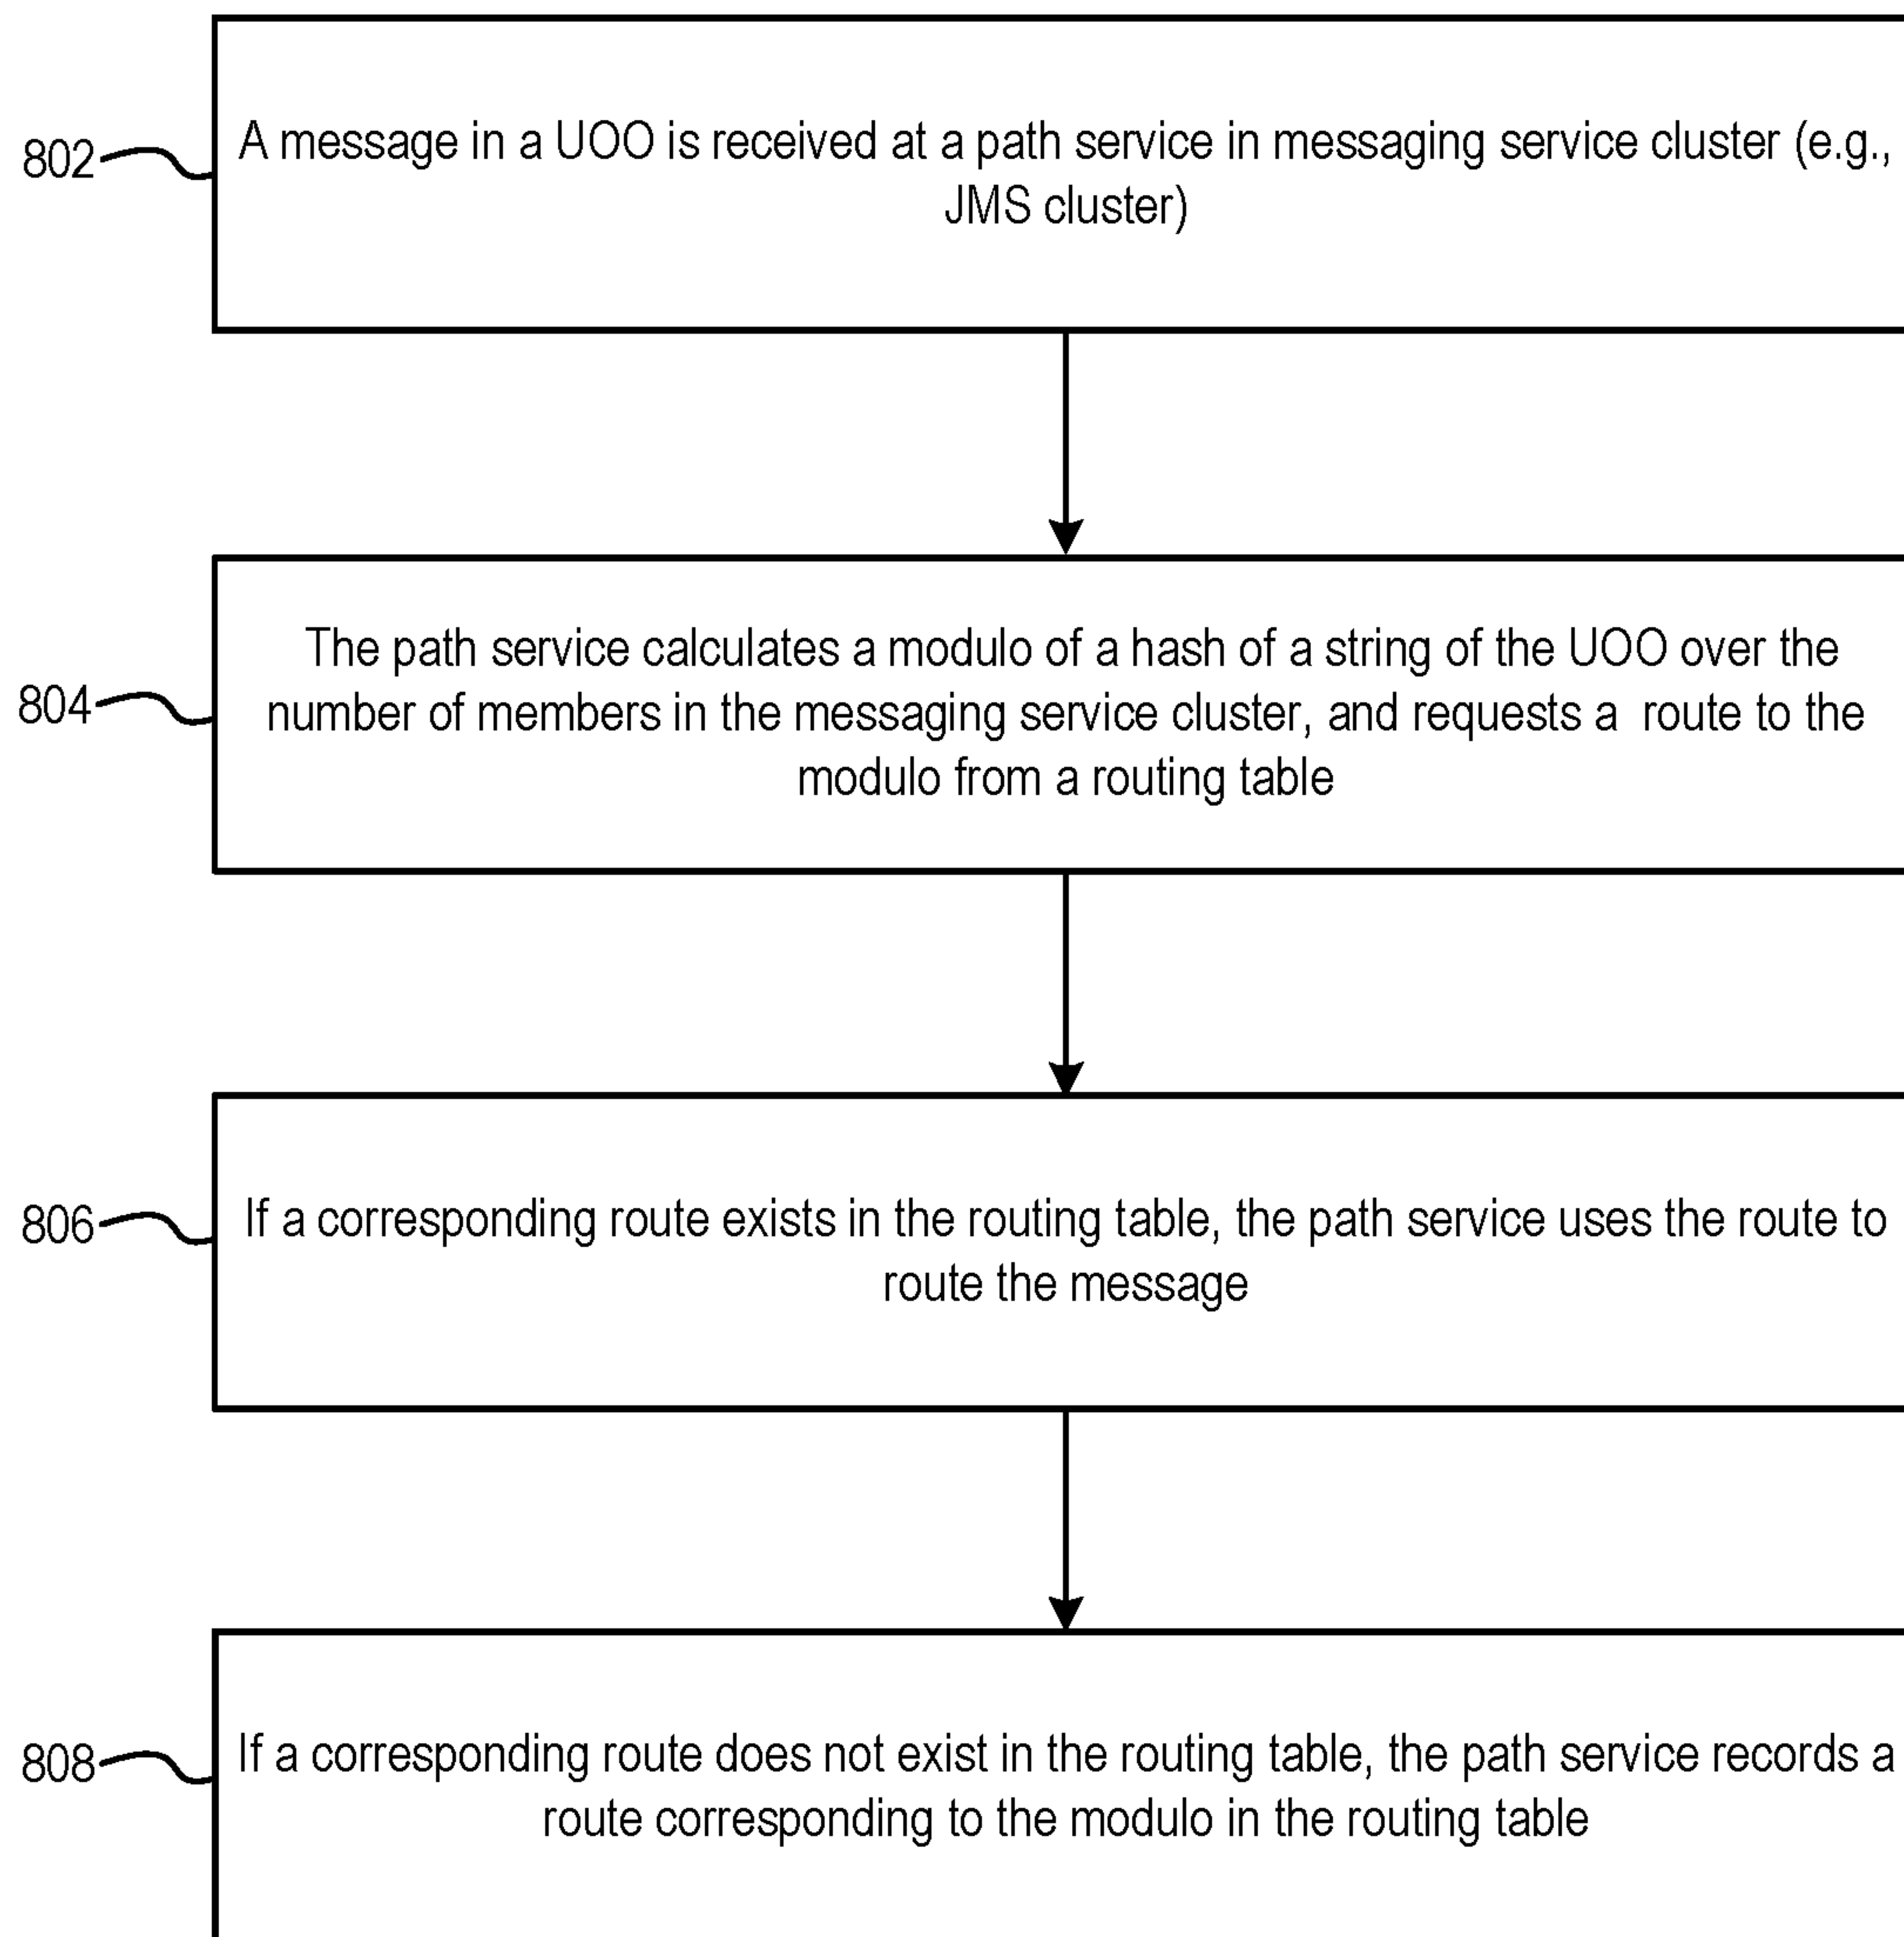 802
A message in a UOO is received at a path service in messaging service cluster (e.g.,
JMS cluster)
804
The path service calculates a modulo of a hash of a string of the UOO over the
number of members in the messaging service cluster, and requests a route to the
modulo from a routing table
806
If a corresponding route exists in the routing table, the path service uses the route to
route the message
808
If a corresponding route does not exist in the routing table, the path service records a
route corresponding to the modulo in the routing table